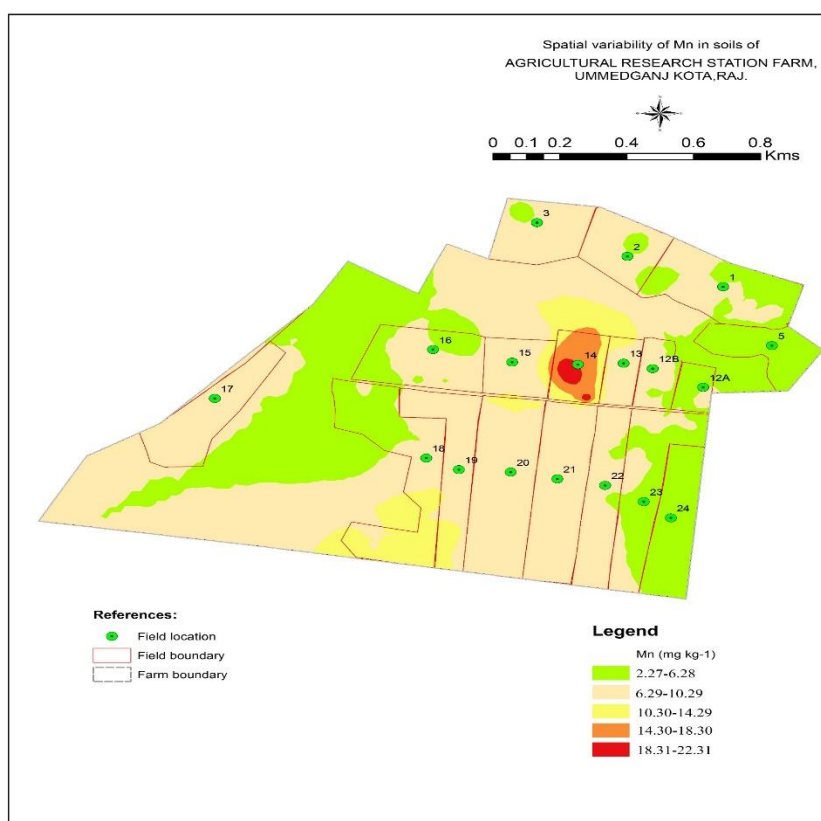 Spatial variability of Mn in soils of
AGRICULTURAL RESEARCH STATION FARM,
UMMEDGANJ KOTA,RAJ.
0 0.1 0.2 0.4 0.6 0.8
Kms
3
2
1
5
16
15
14
13
12B
12A
17
18
19
20
21
22
23
24
References:
Field location
Field boundary
Farm boundary
Legend
Mn (mg kg-1)
2.27-6.28
6.29-10.29
10.30-14.29
14.30-18.30
18.31-22.31